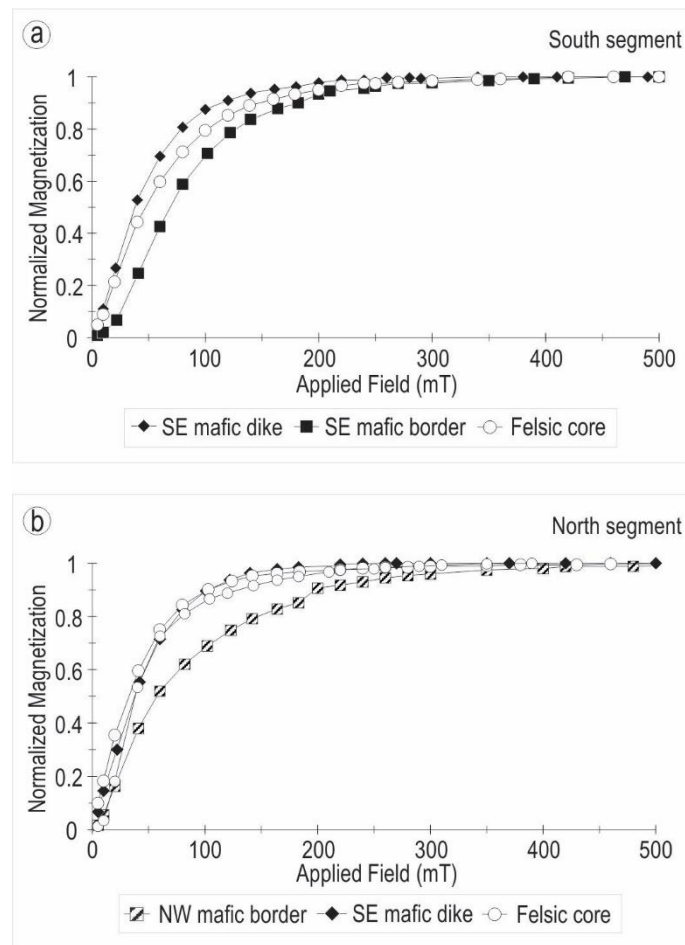 a
South segment
Normalized Magnetization
1
0.8
0.6
0.4
0.2
0
0 100 200 300 400 500
Applied Field (mT)
SE mafic dike SE mafic border Felsic core
b
North segment
Normalized Magnetization
1
0.8
0.6
0.4
0.2
0
0 100 200 300 400 500
Applied Field (mT)
NW mafic border SE mafic dike Felsic core